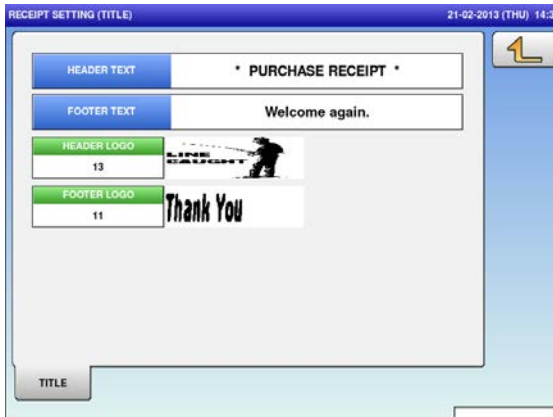 RECEIPT SETTING (TITLE) 21-02-2013 (THU) 14:3
HEADER TEXT * PURCHASE RECEIPT *
FOOTER TEXT Welcome again.
HEADER LOGO
13
LINE
CAUGHT
FOOTER LOGO
11
Thank You
TITLE